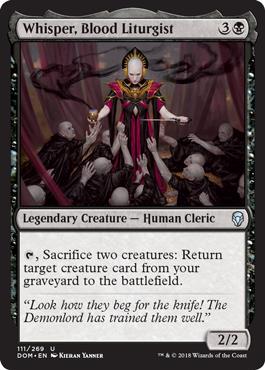 Whisper, Blood Liturgist 3
Legendary Creature — Human Cleric
, Sacrifice two creatures: Return
target creature card from your
graveyard to the battlefield.
“Look how they beg for the knife! The
Demonlord has trained them well.”
2/2
111/269 U
DOM • EN KIERAN YANNER
™ & © 2018 Wizards of the Coast